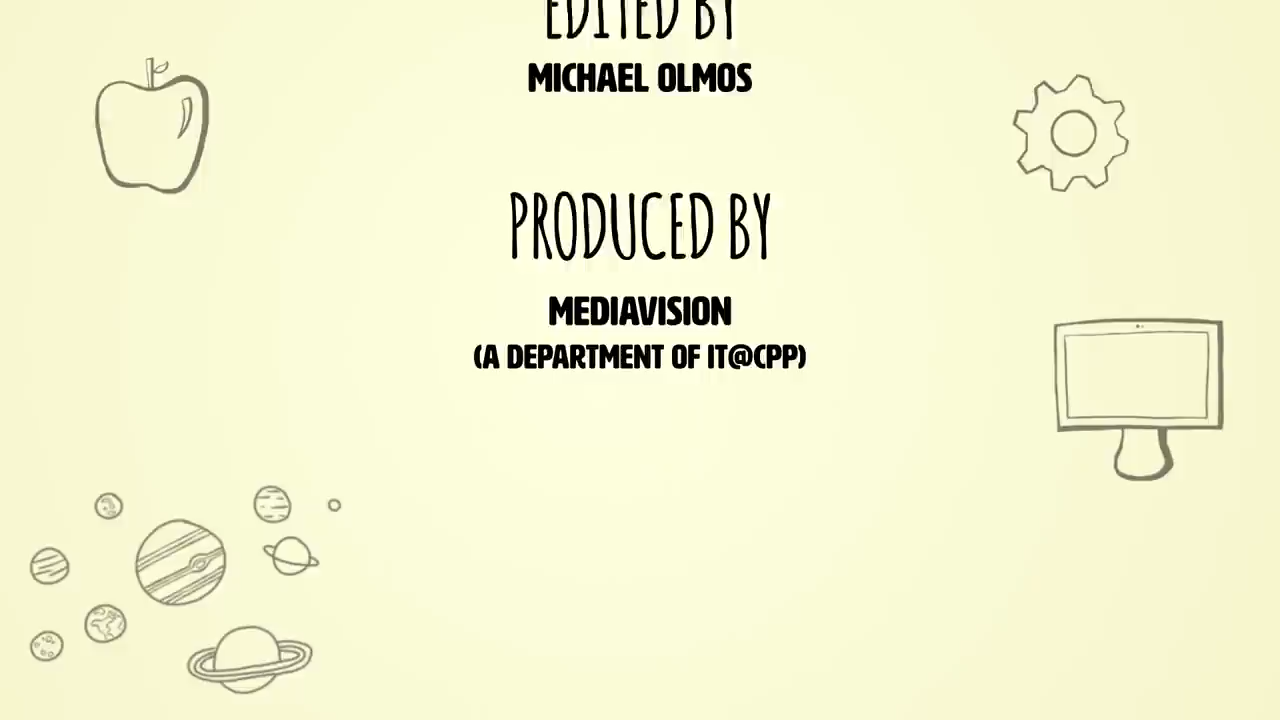 EDITED BY
MICHAEL OLMOS
PRODUCED BY
MEDIAVISION
(A DEPARTMENT OF IT@CPP)